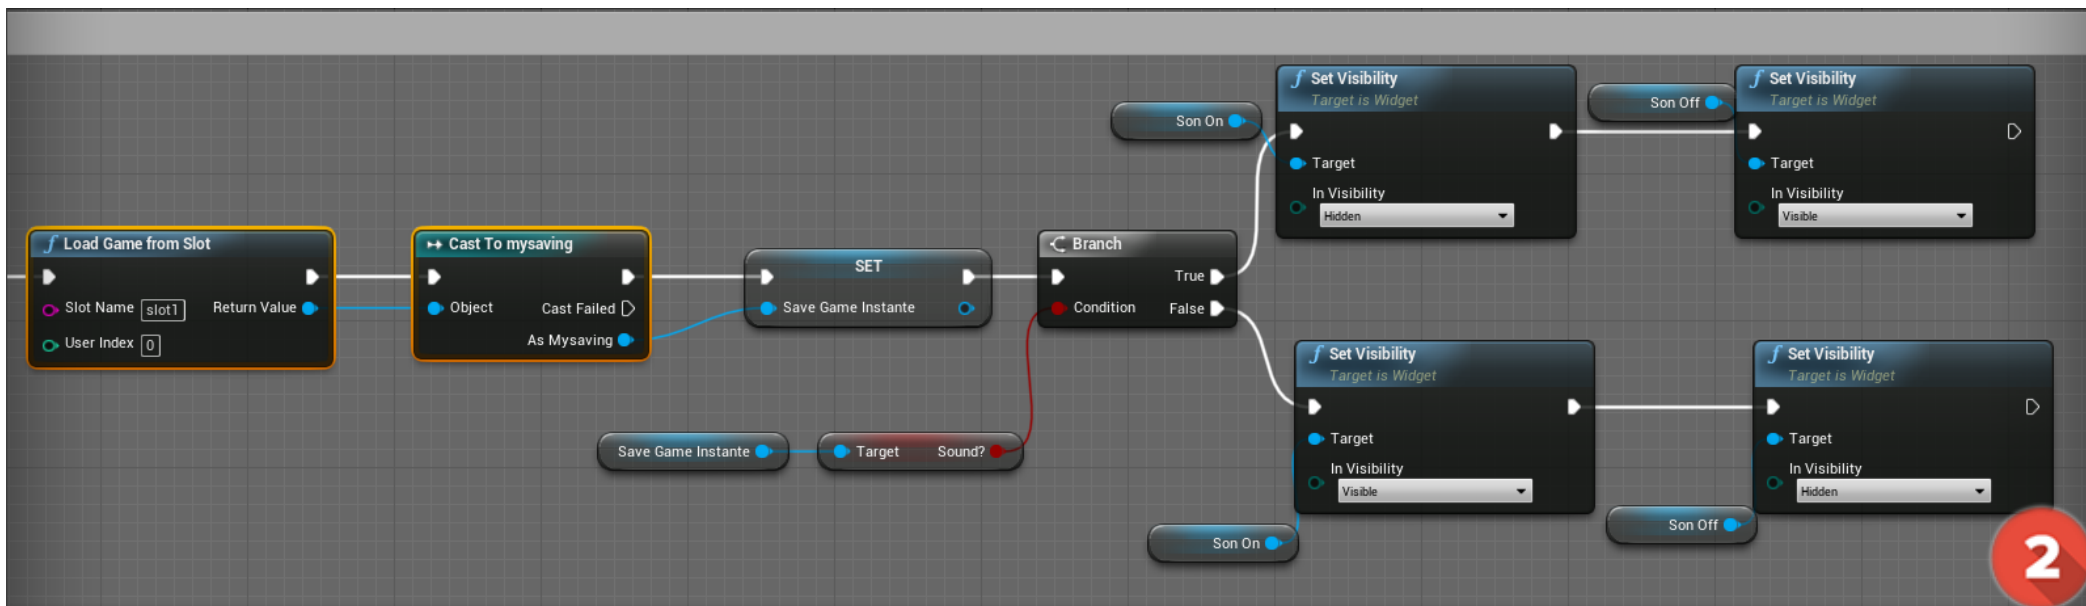 Load Game from Slot
Slot Name slot1 Return Value
User Index 0
Cast To mysaving
Object Cast Failed
As Mysaving
SET
Save Game Instante
Save Game Instante
Target Sound?
Branch
True
Condition False
Son On
Set Visibility
Target is Widget
Target
In Visibility
Hidden
Son Off
Set Visibility
Target is Widget
Target
In Visibility
Visible
Son On
Set Visibility
Target is Widget
Target
In Visibility
Visible
Son Off
Set Visibility
Target is Widget
Target
In Visibility
Hidden
2